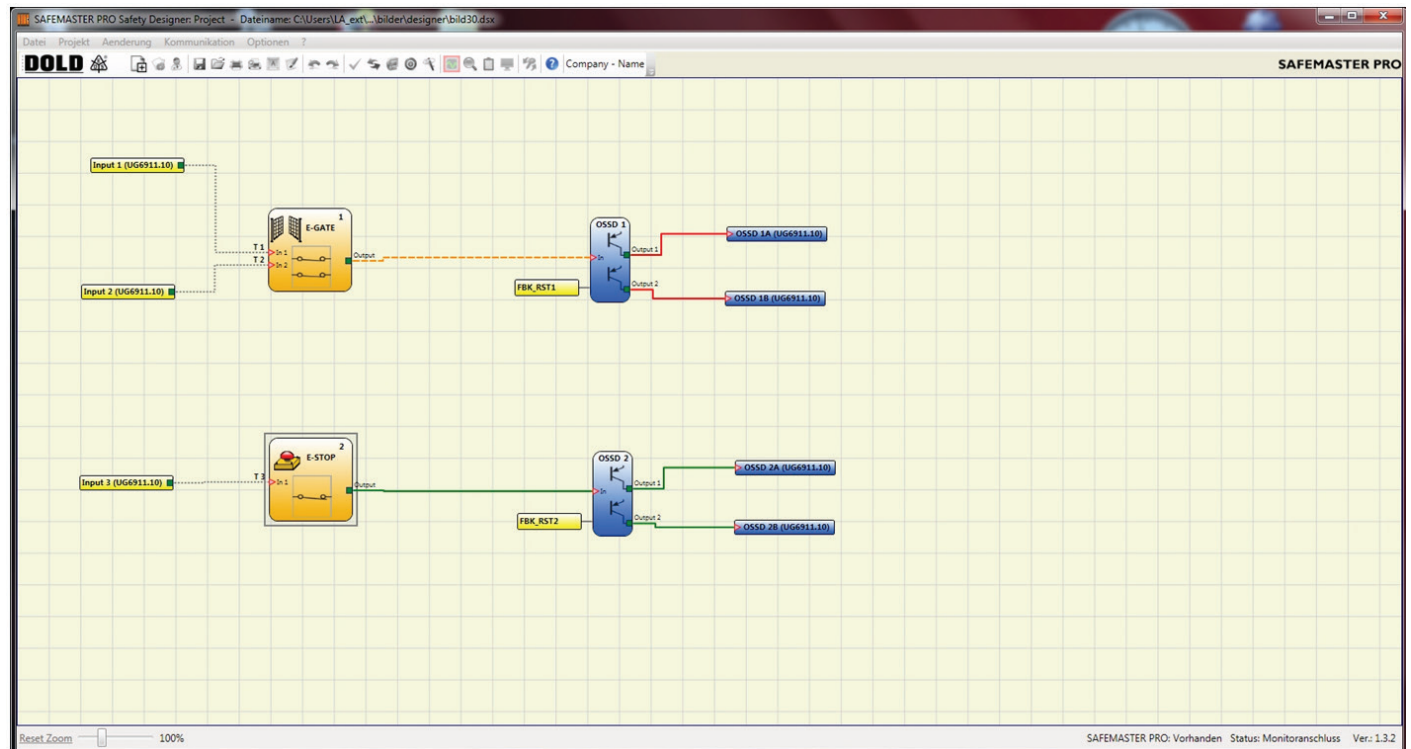 SAFEMASTER PRO Safety Designer: Project - Dateiname: C:\Users\LA_ext\...\bilder\designer\bild30.dsx
Datei Projekt Aenderung Kommunikation Optionen ?
DOLD Company - Name SAFEMASTER PRO
Input 1 (UG6911.10)
1
E-GATE
T 1
In 1
T 2
In 2
Output
Input 2 (UG6911.10)
OSSD 1
In
Output 1
Output 2
FBK_RST1
OSSD 1A (UG6911.10)
OSSD 1B (UG6911.10)
2
E-STOP
T 3
In 1
Output
Input 3 (UG6911.10)
OSSD 2
In
Output 1
Output 2
FBK_RST2
OSSD 2A (UG6911.10)
OSSD 2B (UG6911.10)
Reset Zoom 100% SAFEMASTER PRO: Vorhanden Status: Monitoranschluss Ver.: 1.3.2